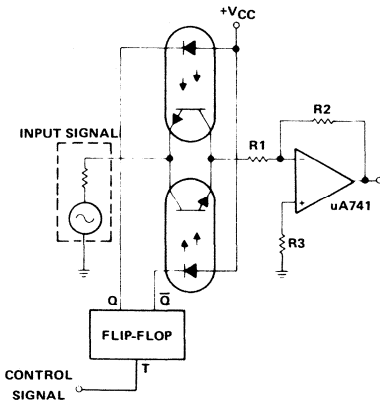 +VCC
INPUT SIGNAL
R1
R2
−
+
uA741
R3
Q
Q̅
FLIP-FLOP
T
CONTROL
SIGNAL